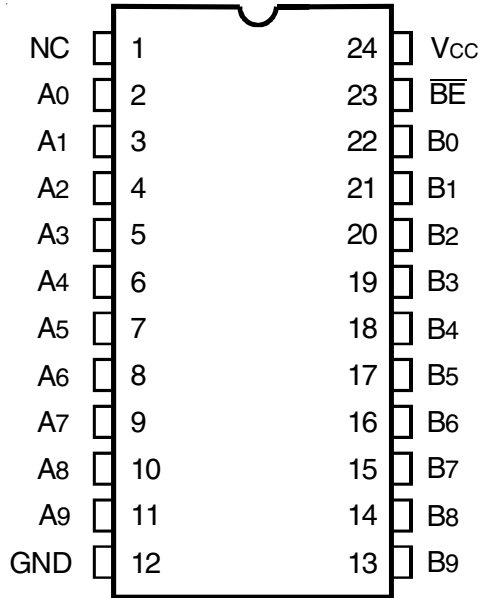 NC 1 24 VCC
A0 2 23 B̅E̅
A1 3 22 B0
A2 4 21 B1
A3 5 20 B2
A4 6 19 B3
A5 7 18 B4
A6 8 17 B5
A7 9 16 B6
A8 10 15 B7
A9 11 14 B8
GND 12 13 B9